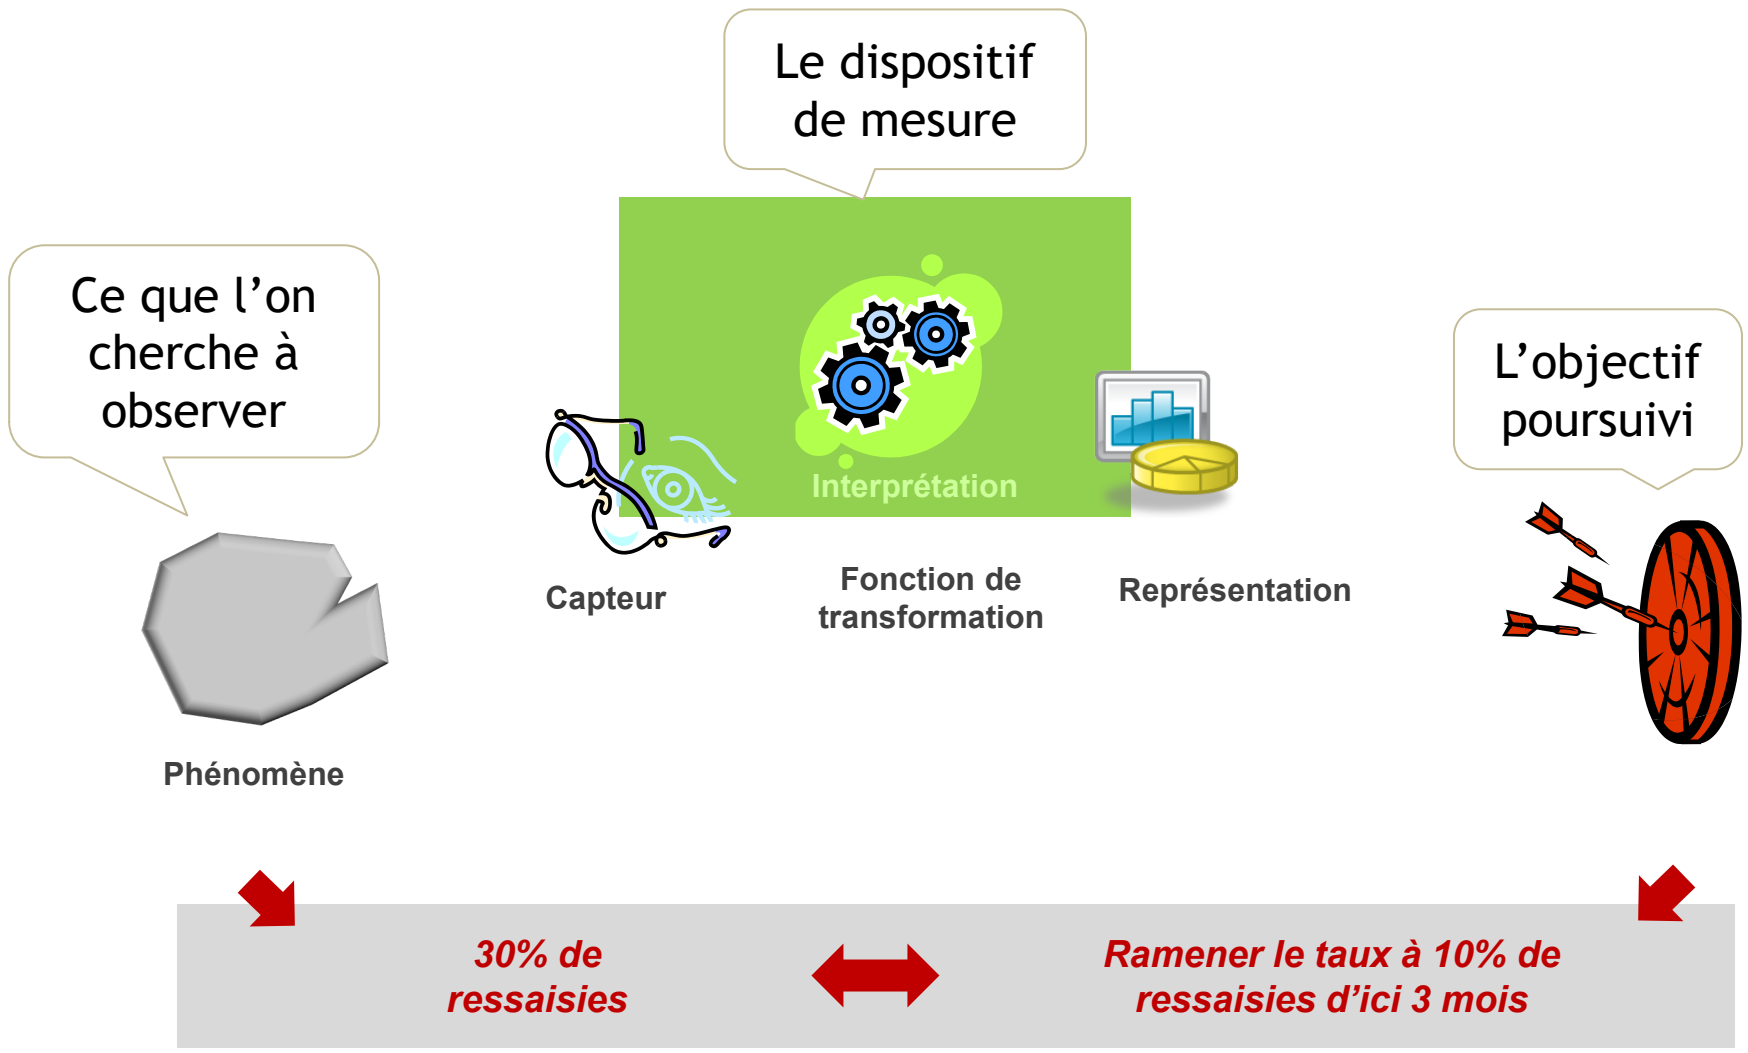 Le dispositif
de mesure
Ce que l’on
cherche à
observer
L’objectif
poursuivi
Interprétation
Capteur
Fonction de
transformation
Représentation
Phénomène
30% de
ressaisies
Ramener le taux à 10% de
ressaisies d’ici 3 mois